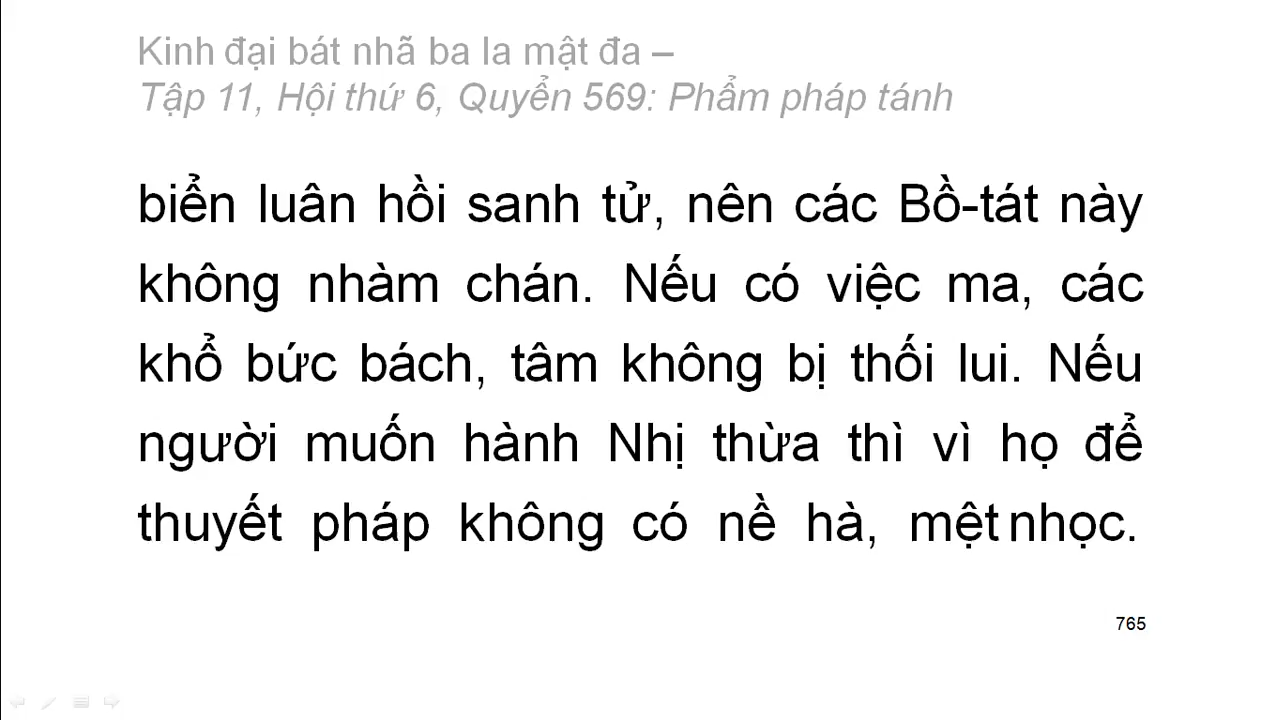 Kinh đại bát nhã ba la mật đa –
Tập 11, Hội thứ 6, Quyển 569: Phẩm pháp tánh
biển luân hồi sanh tử, nên các Bồ-tát này
không nhàm chán. Nếu có việc ma, các
khổ bức bách, tâm không bị thối lui. Nếu
người muốn hành Nhị thừa thì vì họ để
thuyết pháp không có nề hà, mệt nhọc.
765